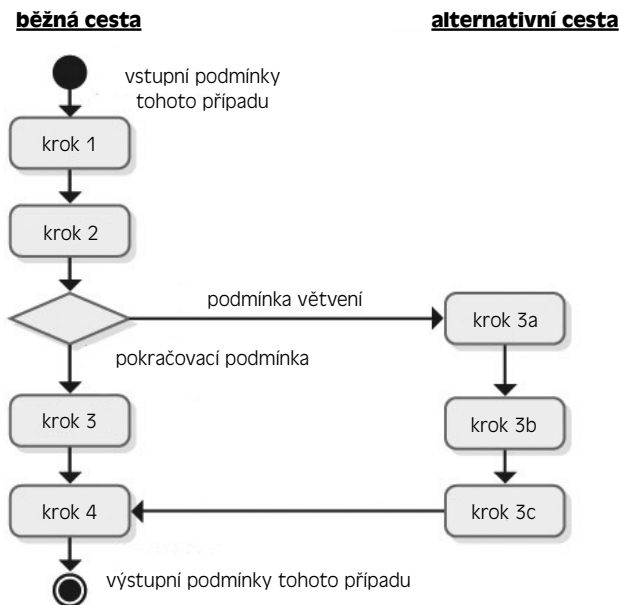 běžná cesta
alternativní cesta
vstupní podmínky
tohoto případu
krok 1
krok 2
podmínka větvení
krok 3a
pokračovací podmínka
krok 3
krok 3b
krok 4
krok 3c
výstupní podmínky tohoto případu